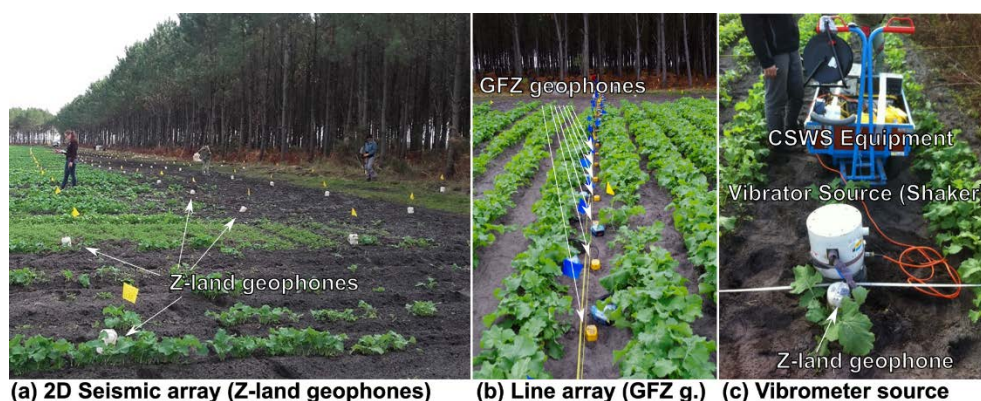 Z-land geophones
(a) 2D Seismic array (Z-land geophones)
GFZ geophones
(b) Line array (GFZ g.)
CSWS Equipment
Vibrator Source (Shaker
Z-land geophone
(c) Vibrometer source